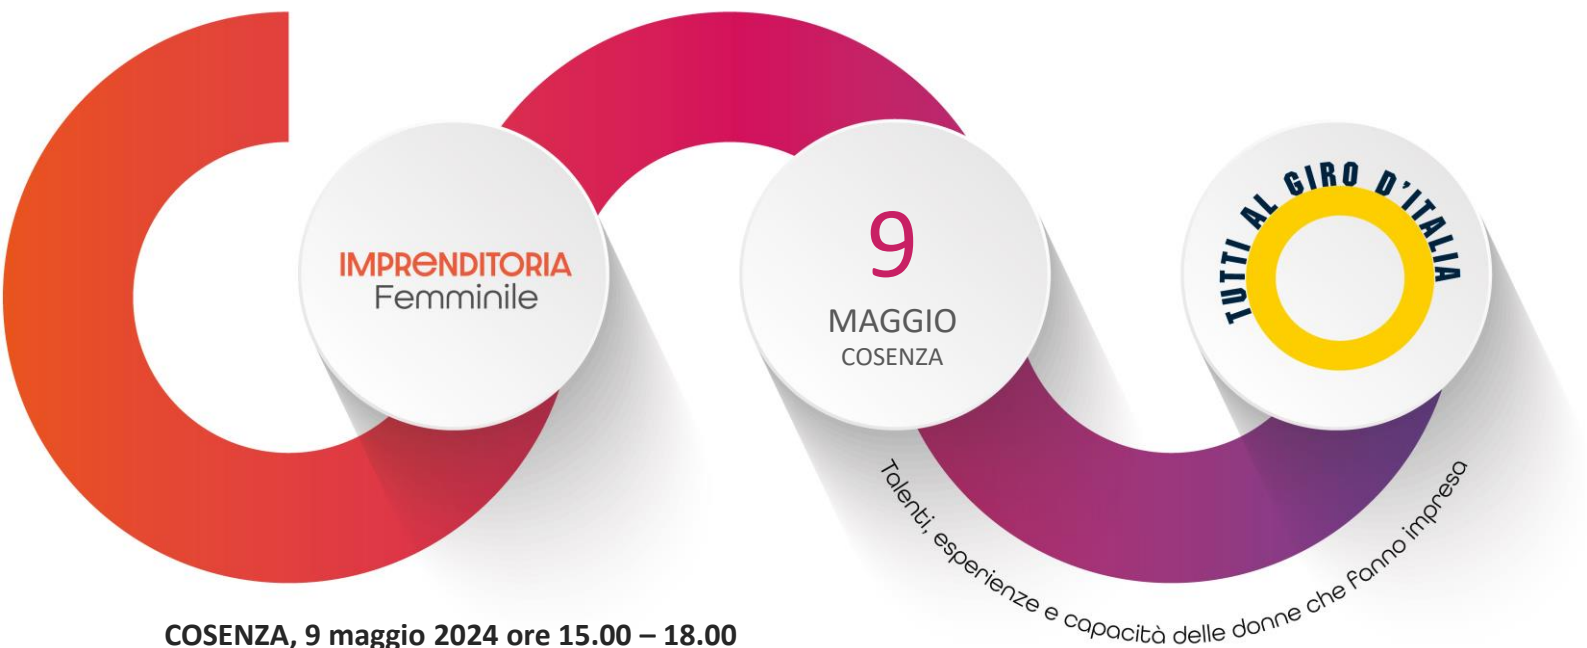 IMPRENDITORIA
Femminile
9
MAGGIO
COSENZA
TUTTI AL GIRO D'ITALIA
Talenti, esperienze e capacità delle donne che fanno impresa
COSENZA, 9 maggio 2024 ore 15.00 – 18.00